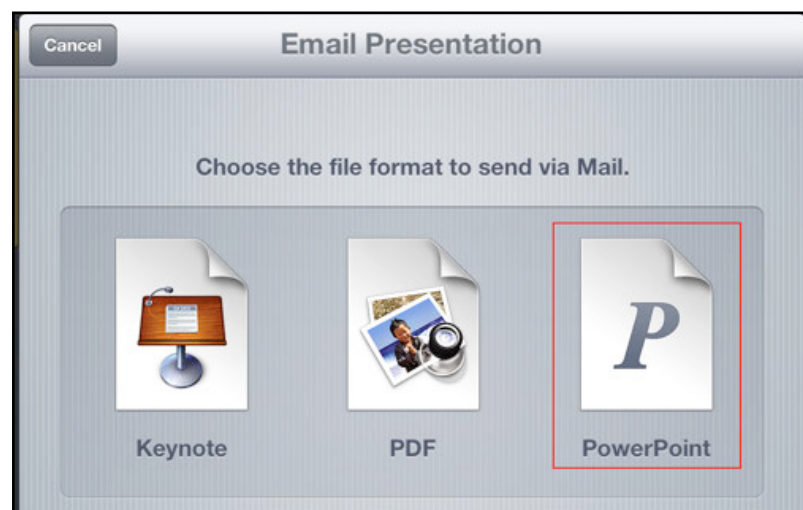 Cancel
Email Presentation
Choose the file format to send via Mail.
P
Keynote
PDF
PowerPoint